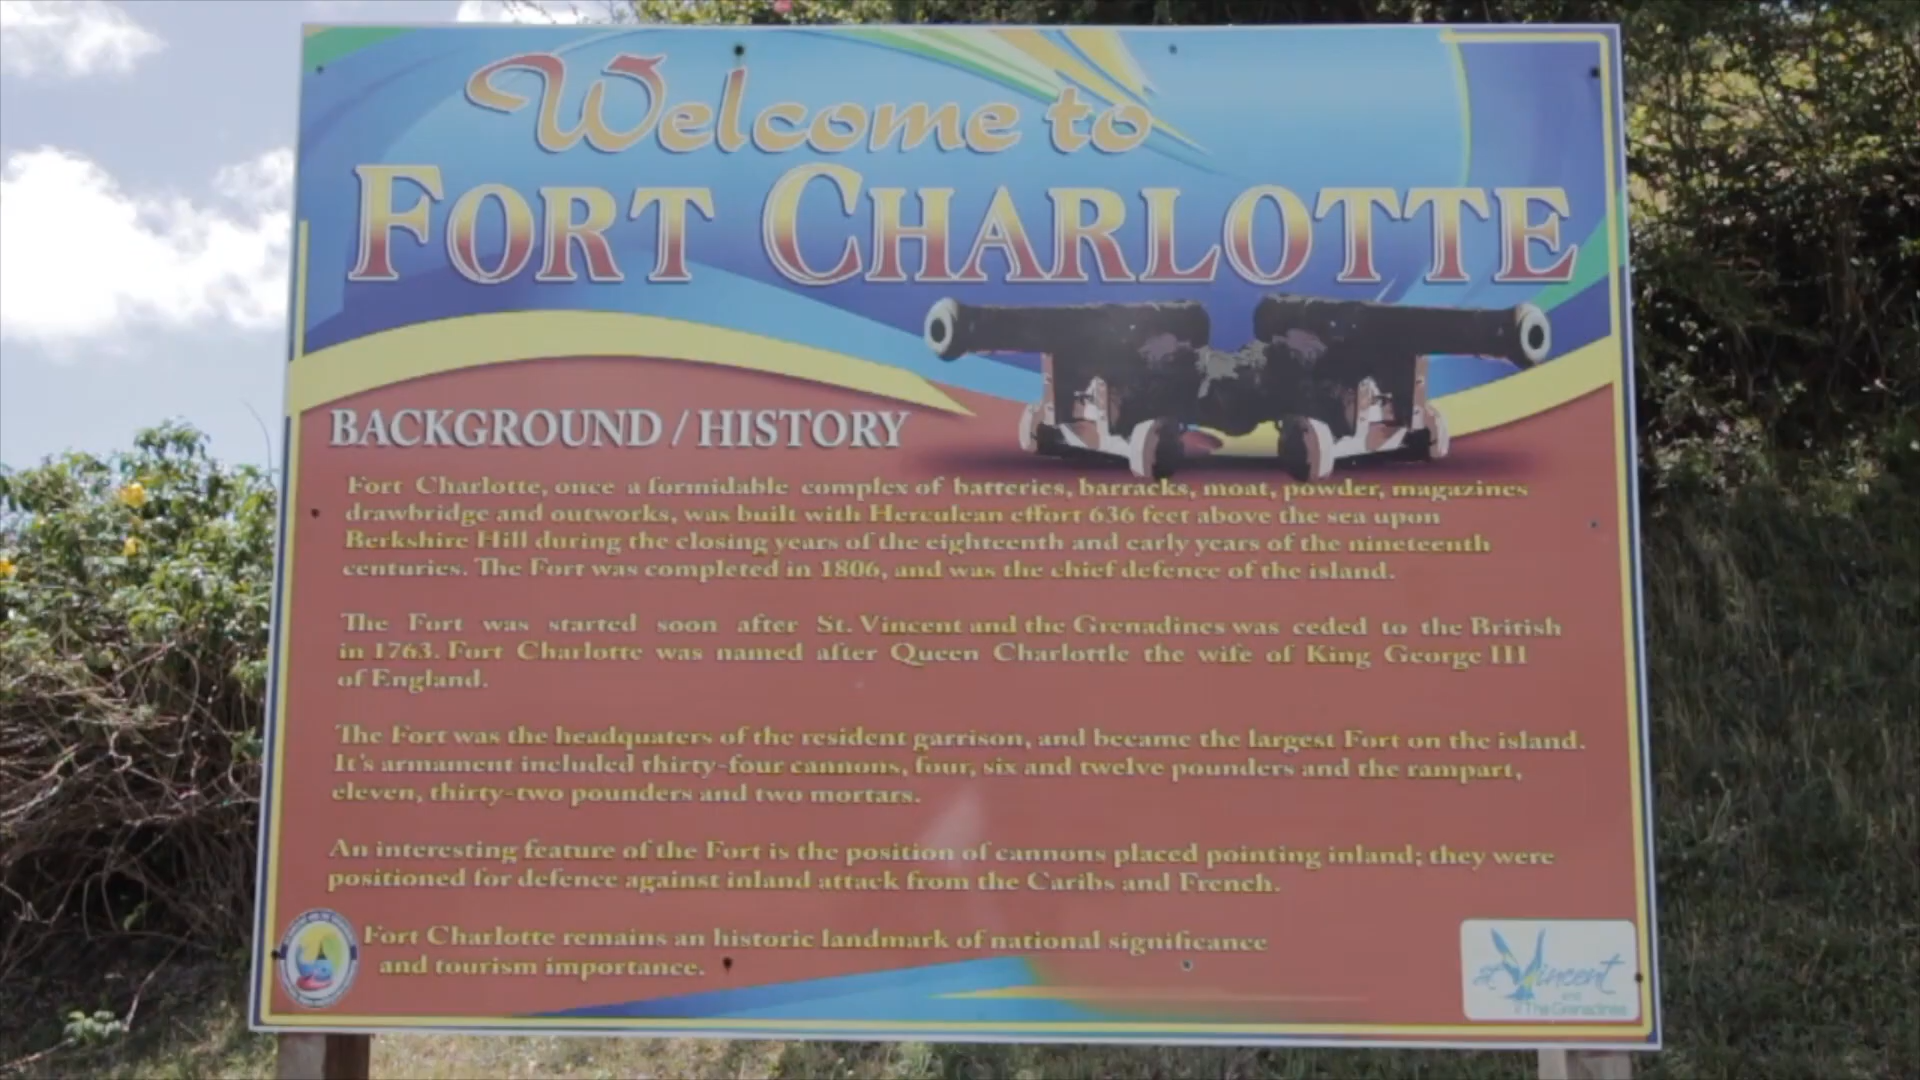 Welcome to
FORT CHARLOTTE
BACKGROUND / HISTORY
Fort Charlotte, once a formidable complex of batteries, barracks, moat, powder, magazines
drawbridge and outworks, was built with Herculean effort 636 feet above the sea upon
Berkshire Hill during the closing years of the eighteenth and early years of the nineteenth
centuries. The Fort was completed in 1806, and was the chief defence of the island.
The Fort was started soon after St. Vincent and the Grenadines was ceded to the British
in 1763. Fort Charlotte was named after Queen Charlottle the wife of King George III
of England.
The Fort was the headquaters of the resident garrison, and became the largest Fort on the island.
It's armament included thirty-four cannons, four, six and twelve pounders and the rampart,
eleven, thirty-two pounders and two mortars.
An interesting feature of the Fort is the position of cannons placed pointing inland; they were
positioned for defence against inland attack from the Caribs and French.
Fort Charlotte remains an historic landmark of national significance
and tourism importance.
St Vincent
and
The Grenadines